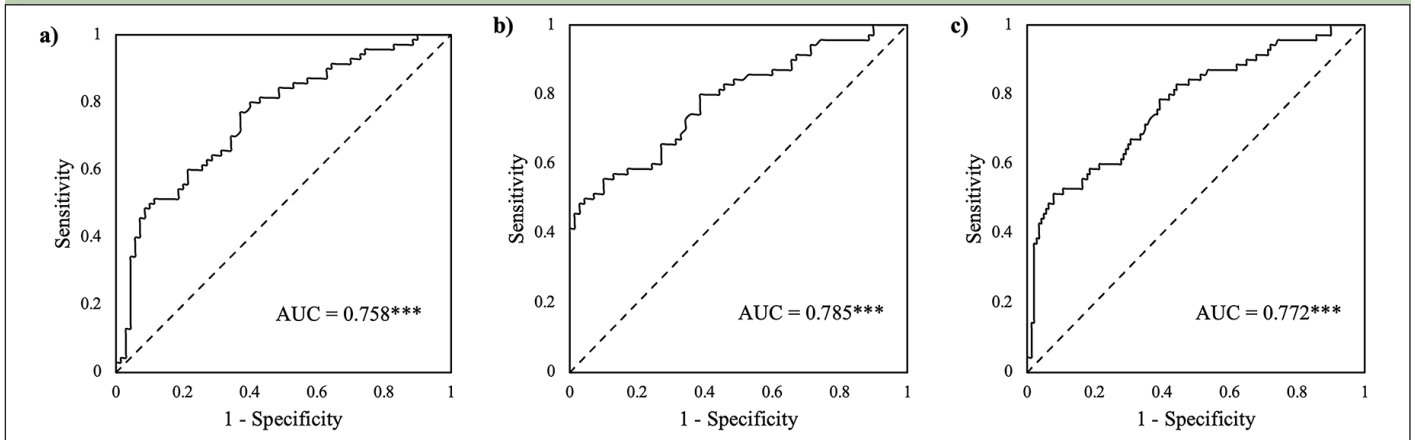 a)
1
0.8
0.6
0.4
0.2
0
Sensitivity
0 0.2 0.4 0.6 0.8 1
1 - Specificity
AUC = 0.758***
b)
1
0.8
0.6
0.4
0.2
0
Sensitivity
0 0.2 0.4 0.6 0.8 1
1 - Specificity
AUC = 0.785***
c)
1
0.8
0.6
0.4
0.2
0
Sensitivity
0 0.2 0.4 0.6 0.8 1
1 - Specificity
AUC = 0.772***